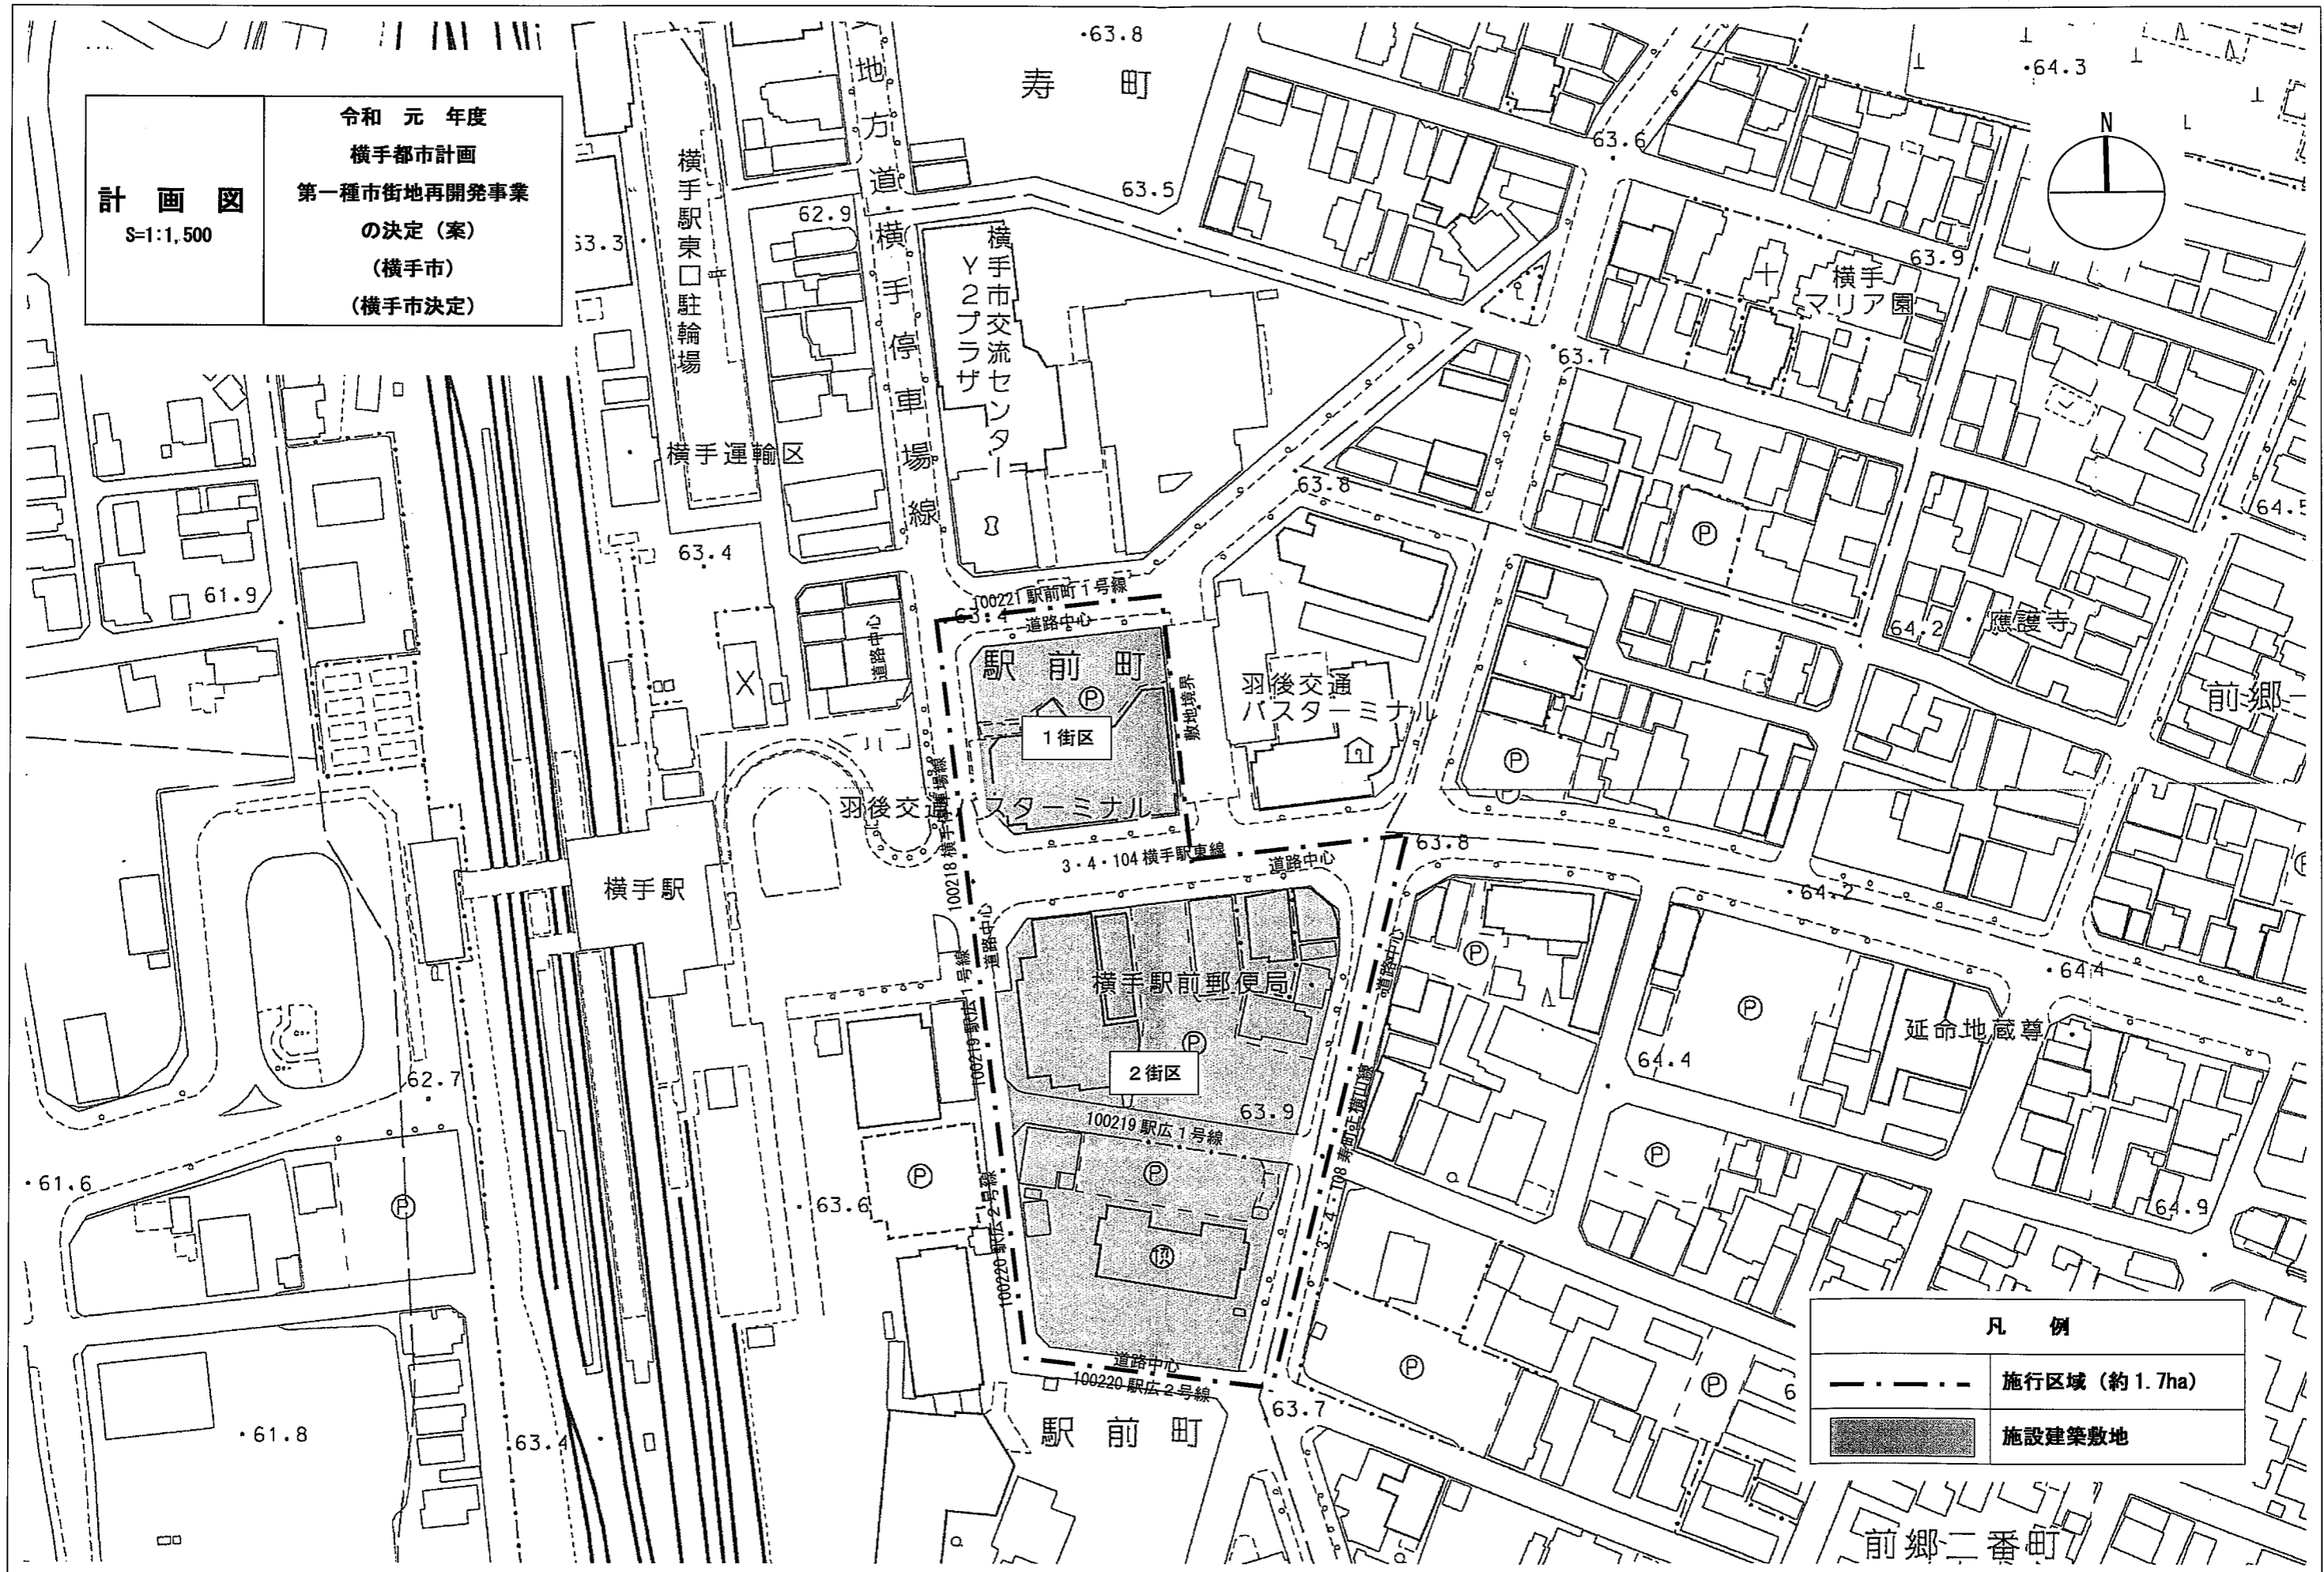 計 画 図
S=1:1,500
令和 元 年度
横手都市計画
第一種市街地再開発事業
の決定（案）
（横手市）
（横手市決定）
・63.8
寿 町
・64.3
N
地方道横手停車場線
横手駅東口駐輪場
63.6
63.5
62.9
63.3
横手市交流センター
Y2プラザ
63.9
横手
マリア園
63.7
横手運輸区
63.8
64.5
63.4
61.9
100221 駅前町1号線
63.4
道路中心
道路中心
駅 前 町
Ⓟ
1街区
敷地境界
羽後交通
バスターミナル
64.2
應護寺
前郷一
Ⓟ
Ⓟ
羽後交通バスターミナル
100218 横手停車場線
3・4・104 横手駅東線
道路中心
63.8
横手駅
・64.2
道路中心
横手駅前郵便局
道路中心
Ⓟ
Ⓟ
・64.4
延命地蔵尊
100219 駅広1号線
Ⓟ
2街区
64.4
62.7
63.9
100219 駅広1号線
3・4・108 寿町下横山線
Ⓟ
Ⓟ
Ⓟ
・61.6
Ⓟ
・63.6
100220 駅広2号線
64.9
協
凡 例
施行区域（約1.7ha）
施設建築敷地
道路中心
100220 駅広2号線
Ⓟ
Ⓟ
6
63.7
駅 前 町
・61.8
63.4
前郷二番町